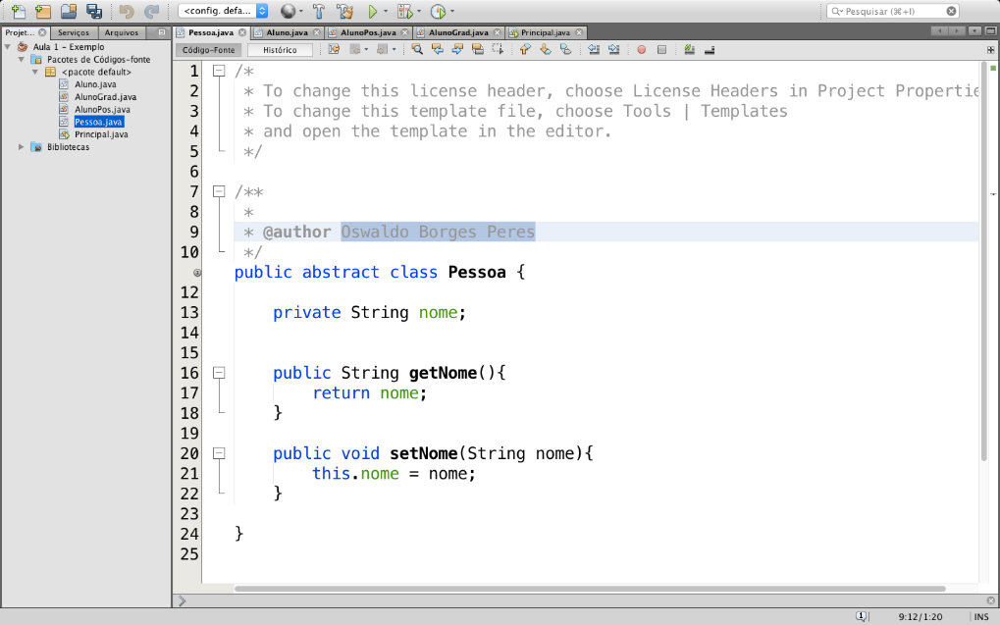 <config. defa...
Pesquisar (⌘+I)
Projet...
Serviços
Arquivos
Pessoa.java
Aluno.java
AlunoPos.java
AlunoGrad.java
Principal.java
Aula 1 - Exemplo
Pacotes de Códigos-fonte
<pacote default>
Aluno.java
AlunoGrad.java
AlunoPos.java
Pessoa.java
Principal.java
Bibliotecas
Código-Fonte
Histórico
1 /*
2 * To change this license header, choose License Headers in Project Propertie
3 * To change this template file, choose Tools | Templates
4 * and open the template in the editor.
5 */
6
7 /**
8 *
9 * @author Oswaldo Borges Peres
10 */
public abstract class Pessoa {
12
13 private String nome;
14
15
16 public String getNome(){
17 return nome;
18 }
19
20 public void setNome(String nome){
21 this.nome = nome;
22 }
23
24 }
25
1
9:12/1:20
INS